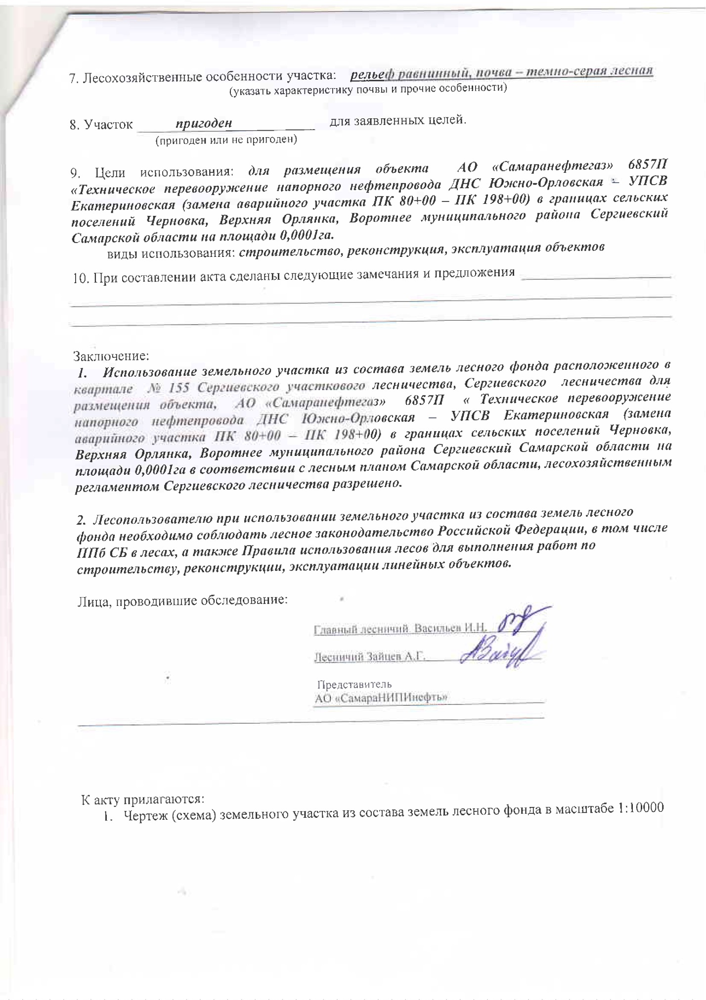 7. Лесохозяйственные особенности участка: рельеф равнинный, почва – темно-серая лесная
(указать характеристику почвы и прочие особенности)
8. Участок пригоден для заявленных целей.
(пригоден или не пригоден)
9. Цели использования: для размещения объекта АО «Самаранефтегаз» 6857П
«Техническое перевооружение напорного нефтепровода ДНС Южно-Орловская – УПСВ
Екатериновская (замена аварийного участка ПК 80+00 – ПК 198+00) в границах сельских
поселений Черновка, Верхняя Орлянка, Воротнее муниципального района Сергиевский
Самарской области на площади 0,0001га.
виды использования: строительство, реконструкция, эксплуатация объектов
10. При составлении акта сделаны следующие замечания и предложения
Заключение:
1. Использование земельного участка из состава земель лесного фонда расположенного в
квартале № 155 Сергиевского участкового лесничества, Сергиевского лесничества для
размещения объекта, АО «Самаранефтегаз» 6857П « Техническое перевооружение
напорного нефтепровода ДНС Южно-Орловская – УПСВ Екатериновская (замена
аварийного участка ПК 80+00 – ПК 198+00) в границах сельских поселений Черновка,
Верхняя Орлянка, Воротнее муниципального района Сергиевский Самарской области на
площади 0,0001га в соответствии с лесным планом Самарской области, лесохозяйственным
регламентом Сергиевского лесничества разрешено.
2. Лесопользователю при использовании земельного участка из состава земель лесного
фонда необходимо соблюдать лесное законодательство Российской Федерации, в том числе
ППб СБ в лесах, а также Правила использования лесов для выполнения работ по
строительству, реконструкции, эксплуатации линейных объектов.
Лица, проводившие обследование:
Главный лесничий Васильев И.Н.
Лесничий Зайцев А.Г.
Представитель
АО «СамараНИПИнефть»
К акту прилагаются:
1. Чертеж (схема) земельного участка из состава земель лесного фонда в масштабе 1:10000